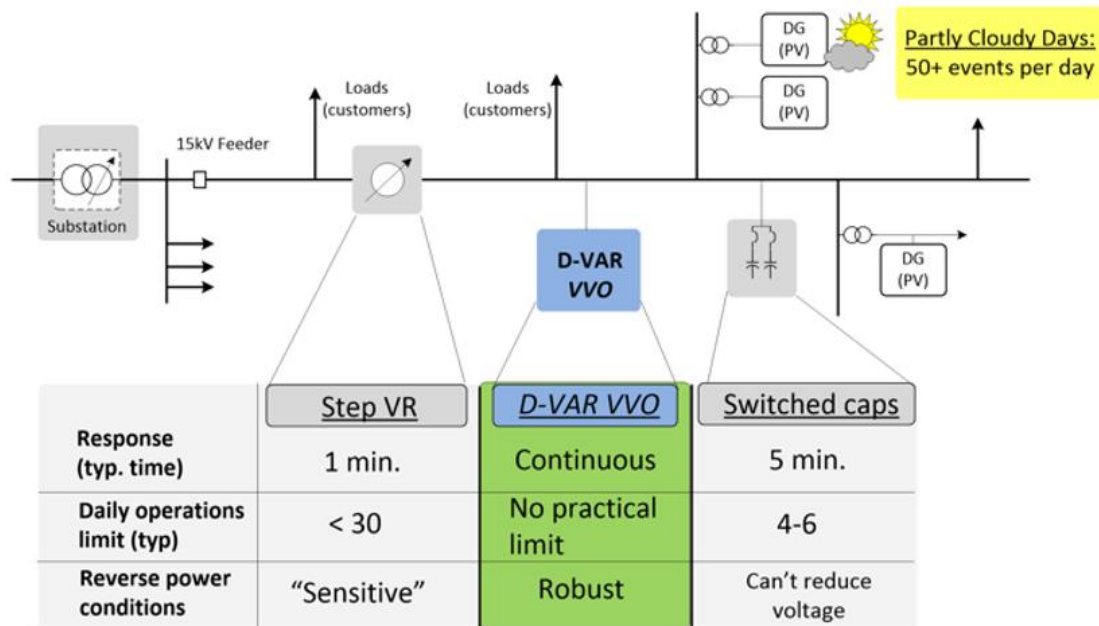 DG
(PV)
Partly Cloudy Days:
50+ events per day
DG
(PV)
Loads
(customers)
Loads
(customers)
15kV Feeder
Substation
D-VAR
VVO
DG
(PV)
Step VR
D-VAR VVO
Switched caps
Response
(typ. time)
1 min.
Continuous
5 min.
Daily operations
limit (typ)
< 30
No practical
limit
4-6
Reverse power
conditions
“Sensitive”
Robust
Can’t reduce
voltage